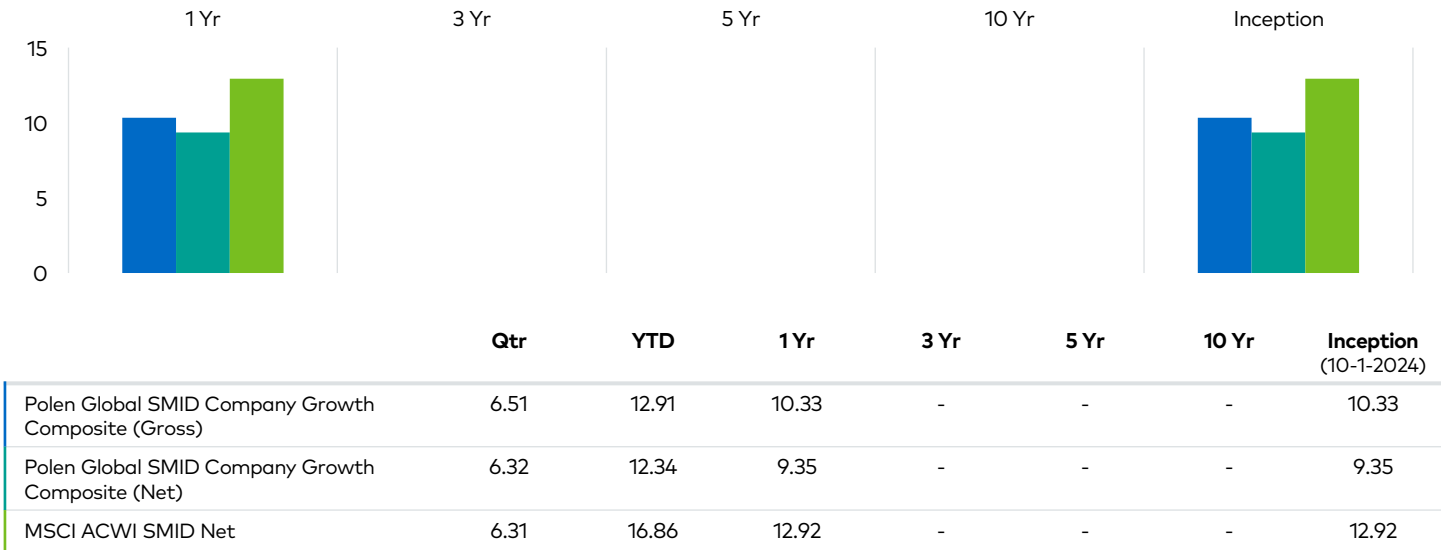 1 Yr 3 Yr 5 Yr 10 Yr Inception
15
10
5
0
Qtr YTD 1 Yr 3 Yr 5 Yr 10 Yr Inception
(10-1-2024)
Polen Global SMID Company Growth 6.51 12.91 10.33 - - - 10.33
Composite (Gross)
Polen Global SMID Company Growth 6.32 12.34 9.35 - - - 9.35
Composite (Net)
MSCI ACWI SMID Net 6.31 16.86 12.92 - - - 12.92